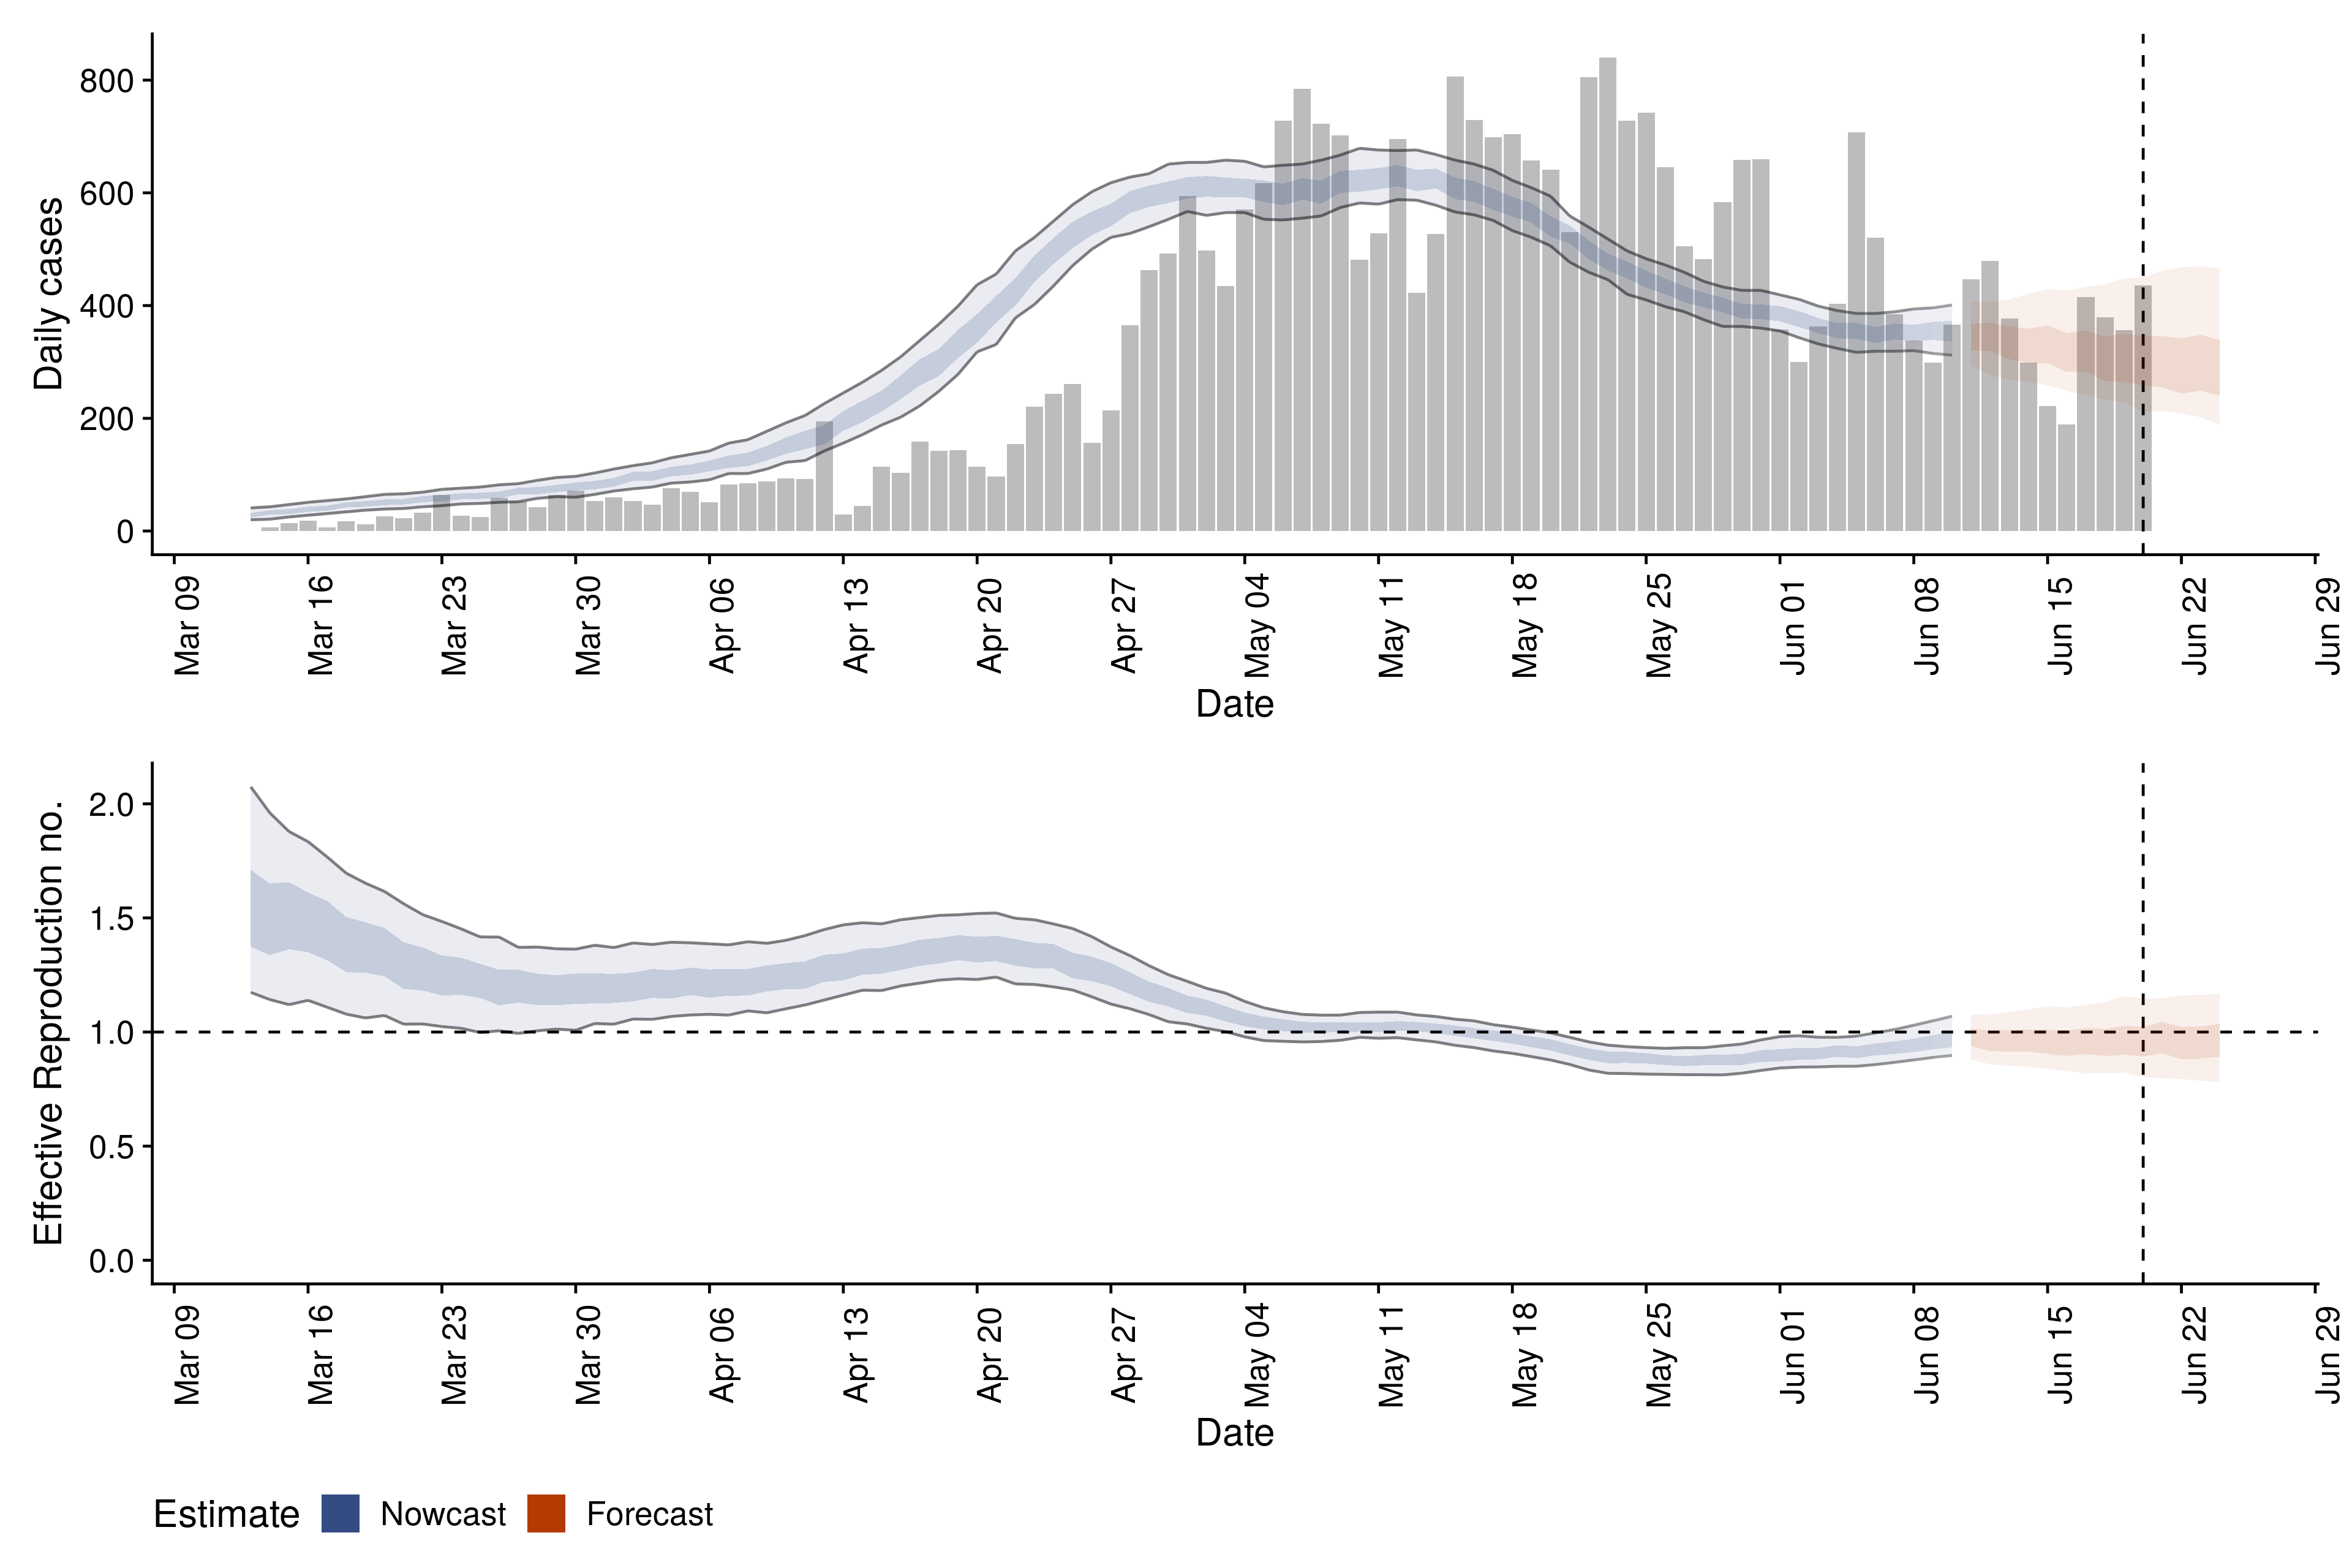 Daily cases
800
600
400
200
0
Mar 09
Mar 16
Mar 23
Mar 30
Apr 06
Apr 13
Apr 20
Apr 27
May 04
May 11
May 18
May 25
Jun 01
Jun 08
Jun 15
Jun 22
Jun 29
Date
Effective Reproduction no.
2.0
1.5
1.0
0.5
0.0
Mar 09
Mar 16
Mar 23
Mar 30
Apr 06
Apr 13
Apr 20
Apr 27
May 04
May 11
May 18
May 25
Jun 01
Jun 08
Jun 15
Jun 22
Jun 29
Date
Estimate Nowcast Forecast